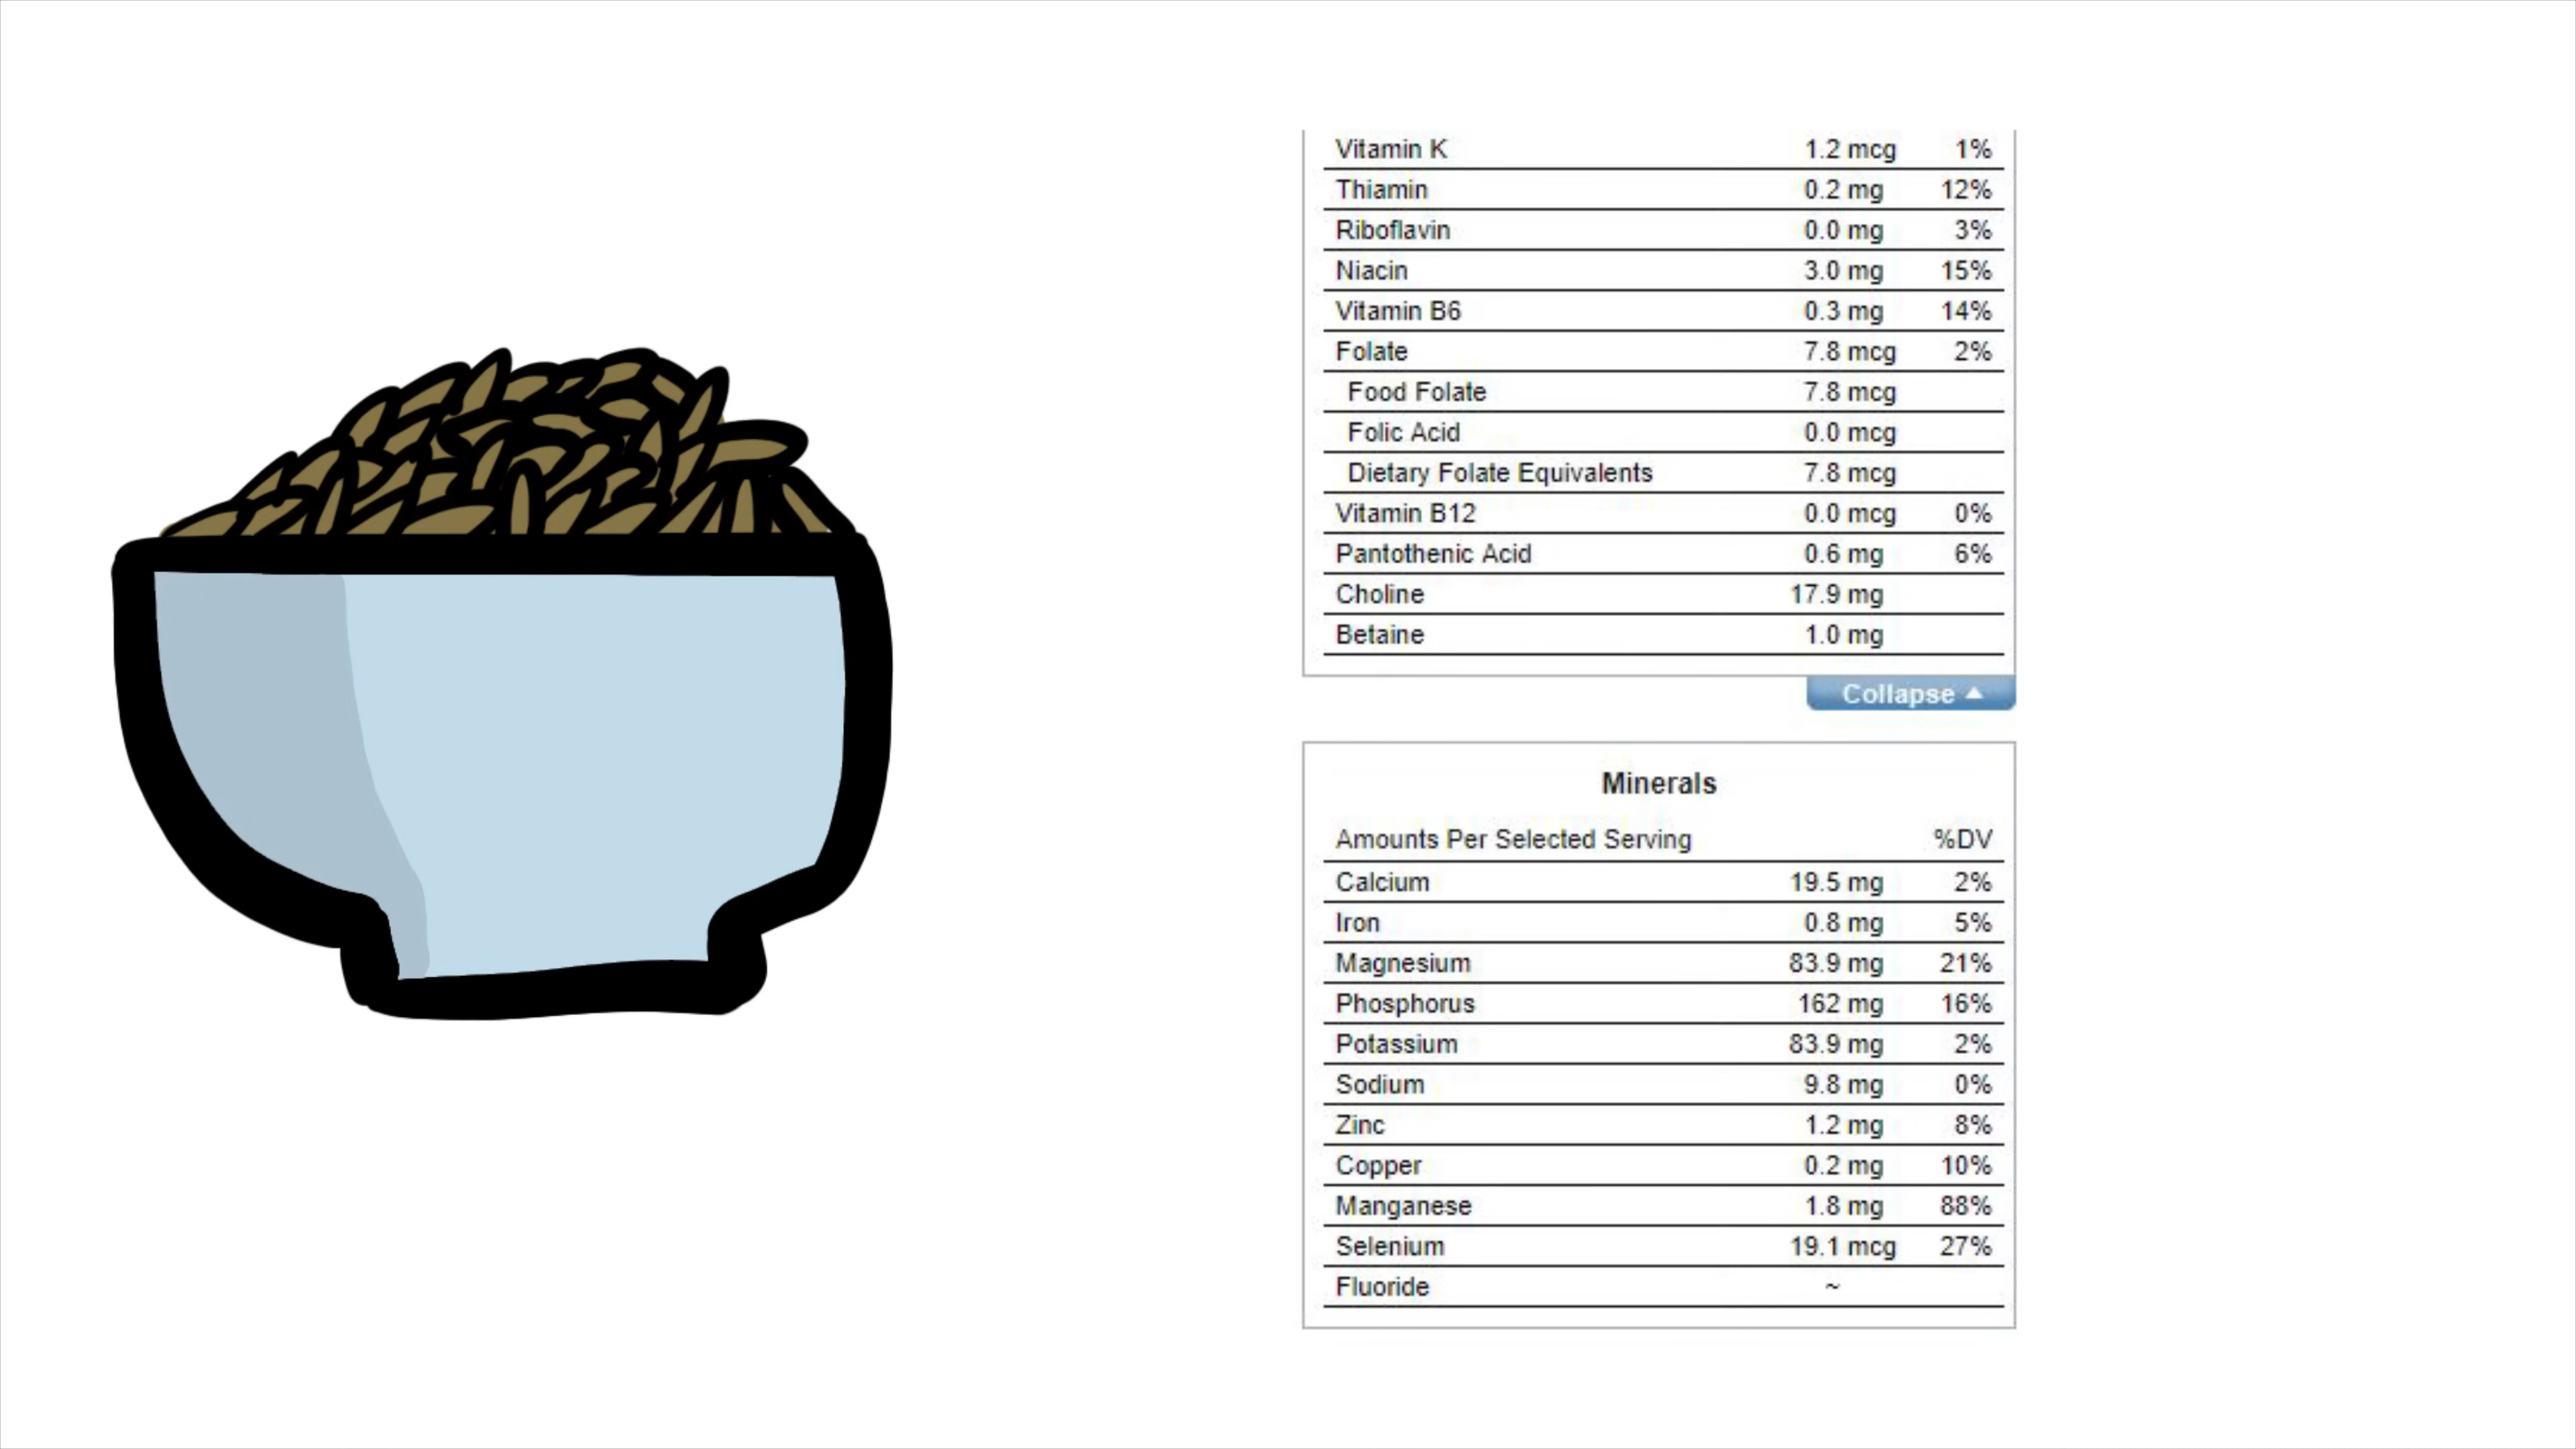 Vitamin K 1.2 mcg 1%
Thiamin 0.2 mg 12%
Riboflavin 0.0 mg 3%
Niacin 3.0 mg 15%
Vitamin B6 0.3 mg 14%
Folate 7.8 mcg 2%
Food Folate 7.8 mcg
Folic Acid 0.0 mcg
Dietary Folate Equivalents 7.8 mcg
Vitamin B12 0.0 mcg 0%
Pantothenic Acid 0.6 mg 6%
Choline 17.9 mg
Betaine 1.0 mg
Collapse ▲
Minerals
Amounts Per Selected Serving %DV
Calcium 19.5 mg 2%
Iron 0.8 mg 5%
Magnesium 83.9 mg 21%
Phosphorus 162 mg 16%
Potassium 83.9 mg 2%
Sodium 9.8 mg 0%
Zinc 1.2 mg 8%
Copper 0.2 mg 10%
Manganese 1.8 mg 88%
Selenium 19.1 mcg 27%
Fluoride ~